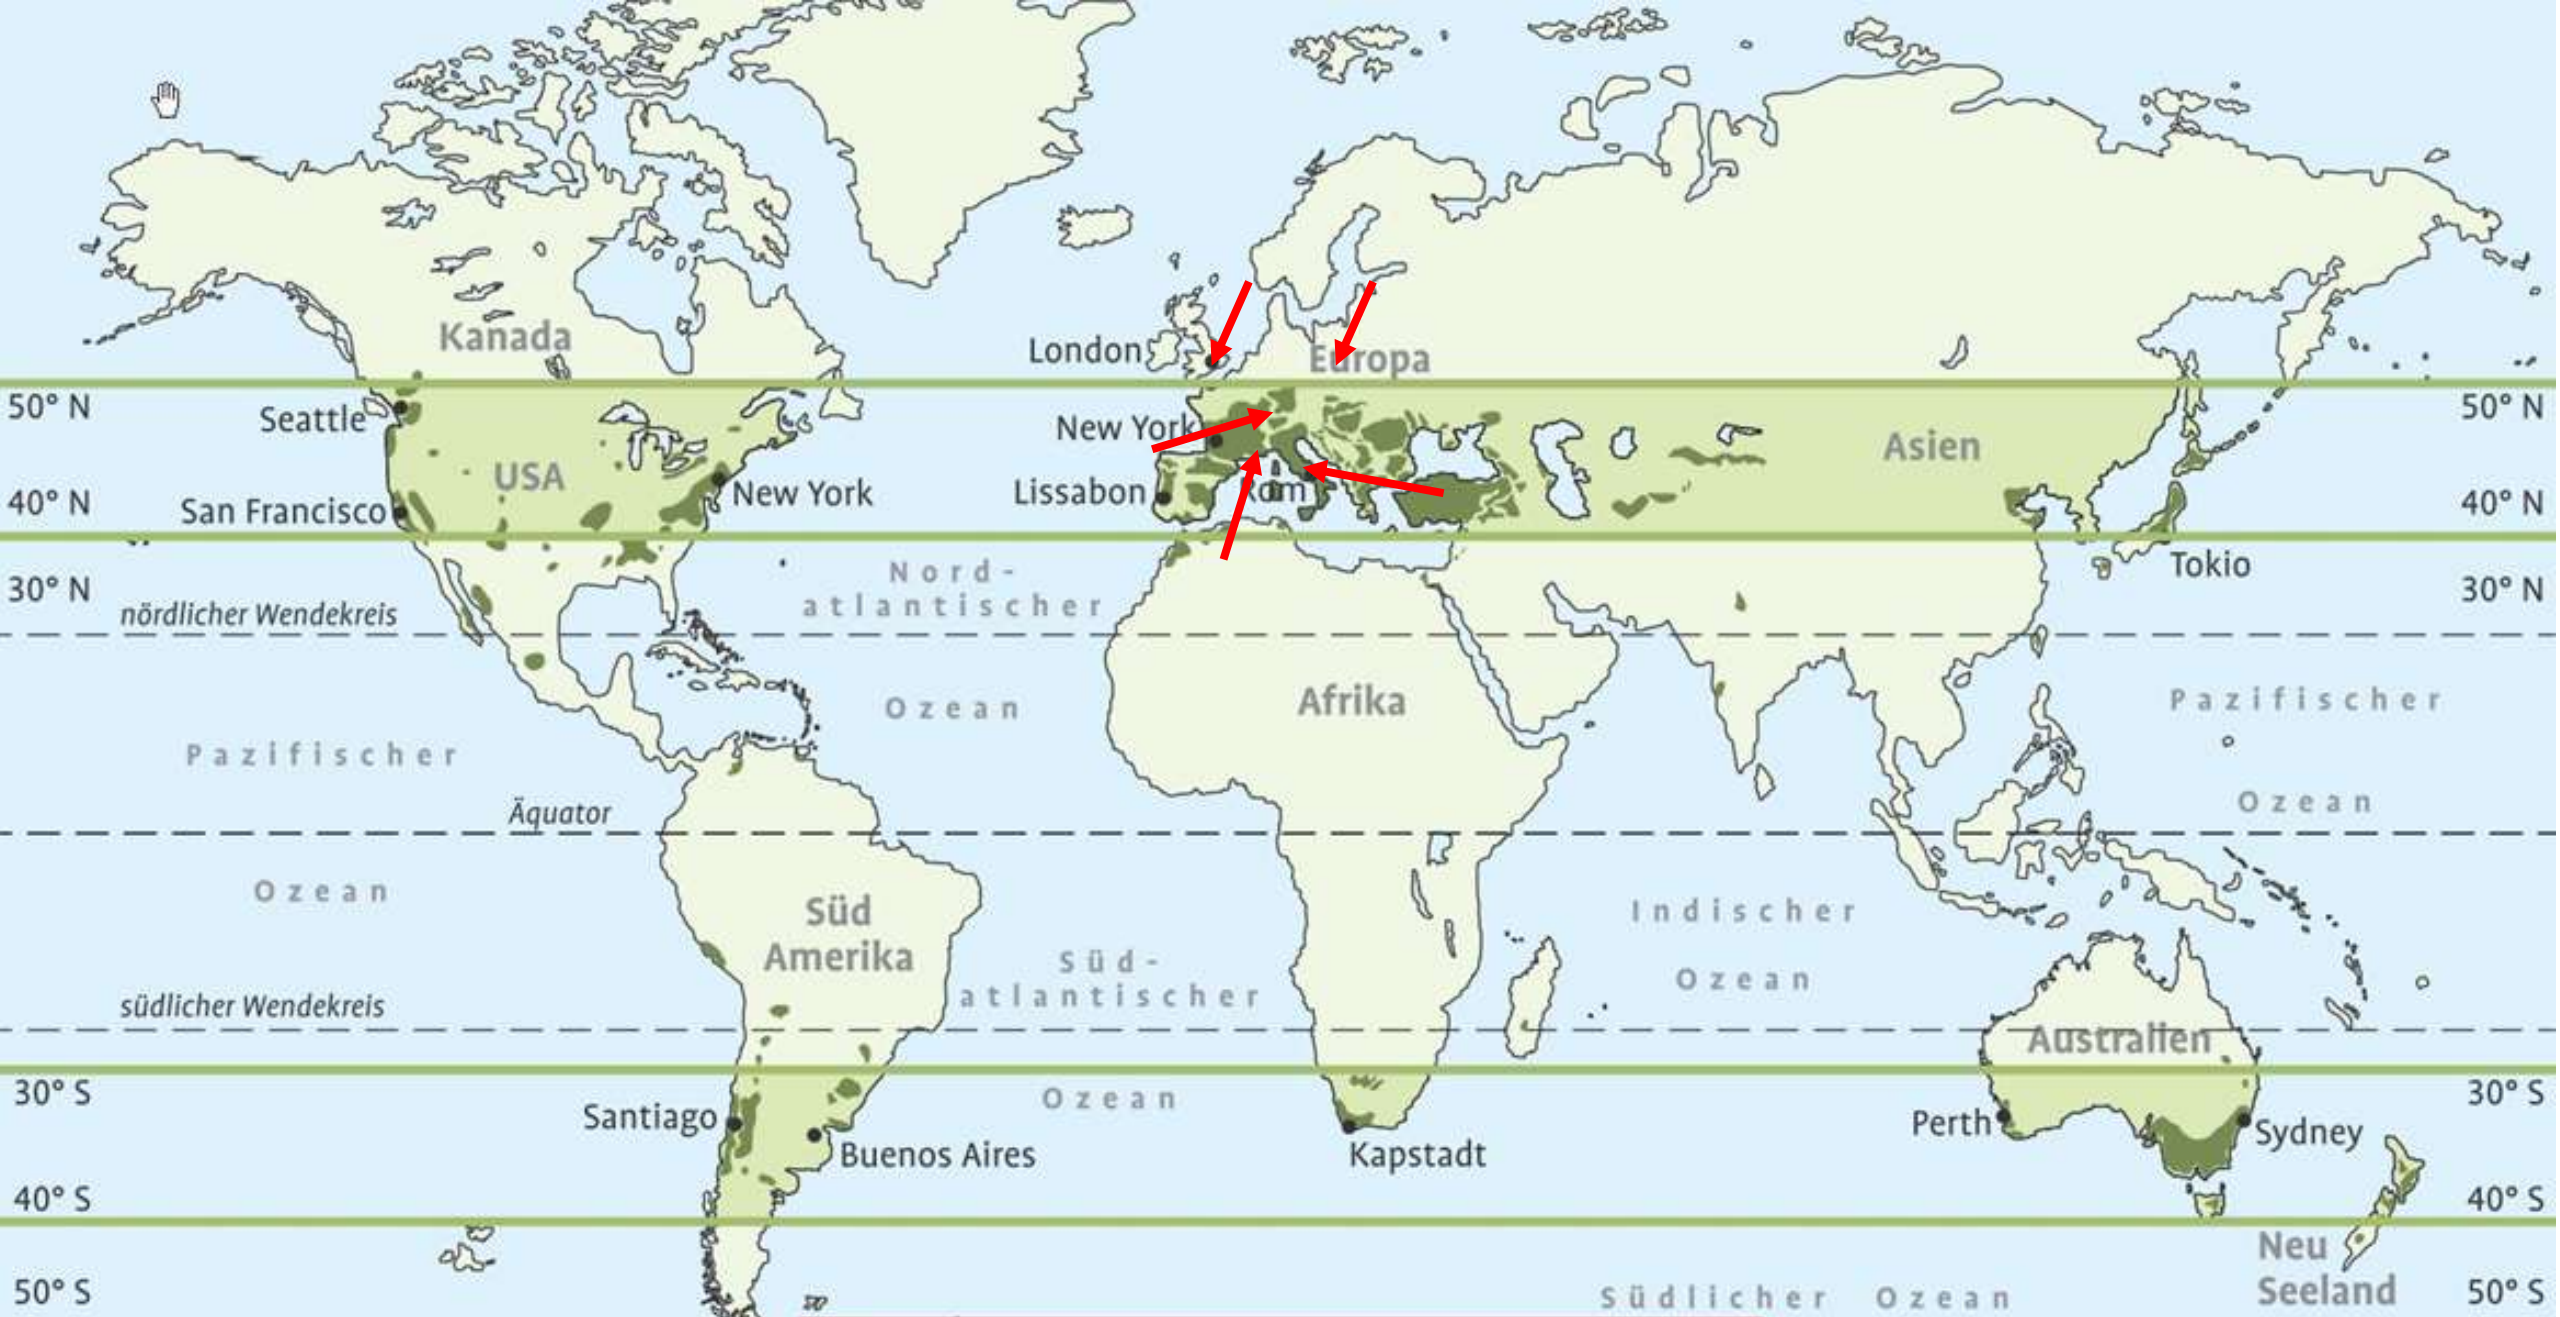 Kanada
Europa
London
50° N
50° N
Seattle
New York
Asien
USA
San Francisco
New York
Lissabon
Rom
40° N
40° N
Tokio
30° N
30° N
nördlicher Wendekreis
Nord-
atlantischer
Ozean
Afrika
Pazifischer
Ozean
Pazifischer
Ozean
Äquator
Süd
Amerika
Süd-
atlantischer
Ozean
Indischer
Ozean
südlicher Wendekreis
Australien
30° S
30° S
Santiago
Buenos Aires
Kapstadt
Perth
Sydney
40° S
40° S
Neu
Seeland
50° S
50° S
Südlicher Ozean